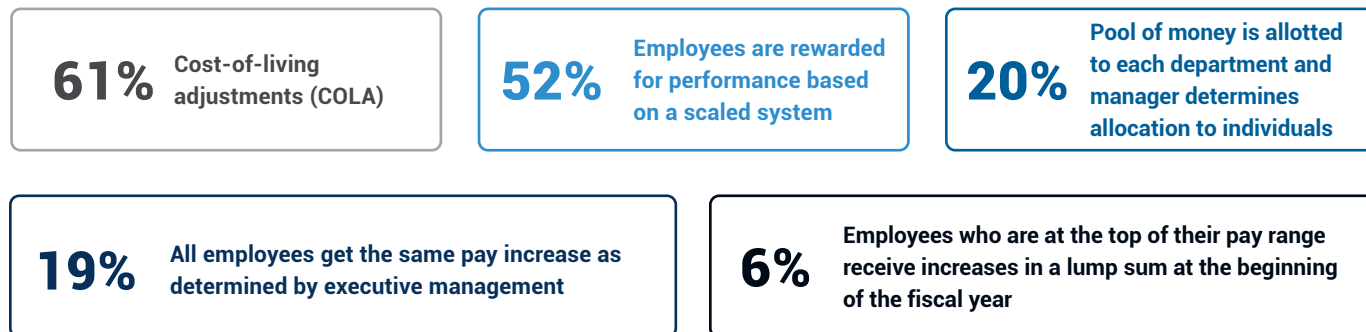 61%
Cost-of-living
adjustments (COLA)
52%
Employees are rewarded
for performance based
on a scaled system
20%
Pool of money is allotted
to each department and
manager determines
allocation to individuals
19%
All employees get the same pay increase as
determined by executive management
6%
Employees who are at the top of their pay range
receive increases in a lump sum at the beginning
of the fiscal year